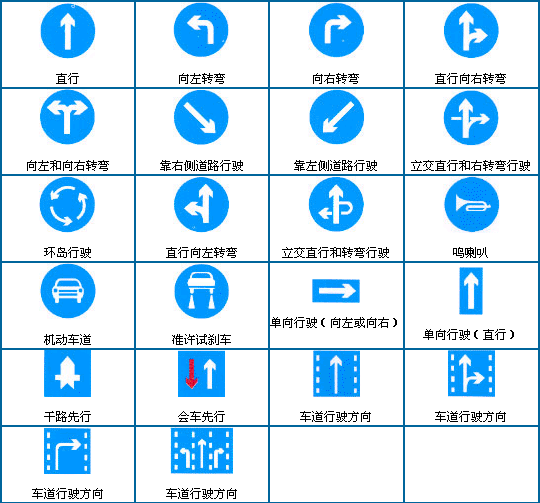 直行
向左转弯
向右转弯
直行向右转弯
向左和向右转弯
靠右侧道路行驶
靠左侧道路行驶
立交直行和右转弯行驶
环岛行驶
直行向左转弯
立交直行和转弯行驶
鸣喇叭
机动车道
准许试刹车
单向行驶（向左或向右）
单向行驶（直行）
干路先行
会车先行
车道行驶方向
车道行驶方向
车道行驶方向
车道行驶方向